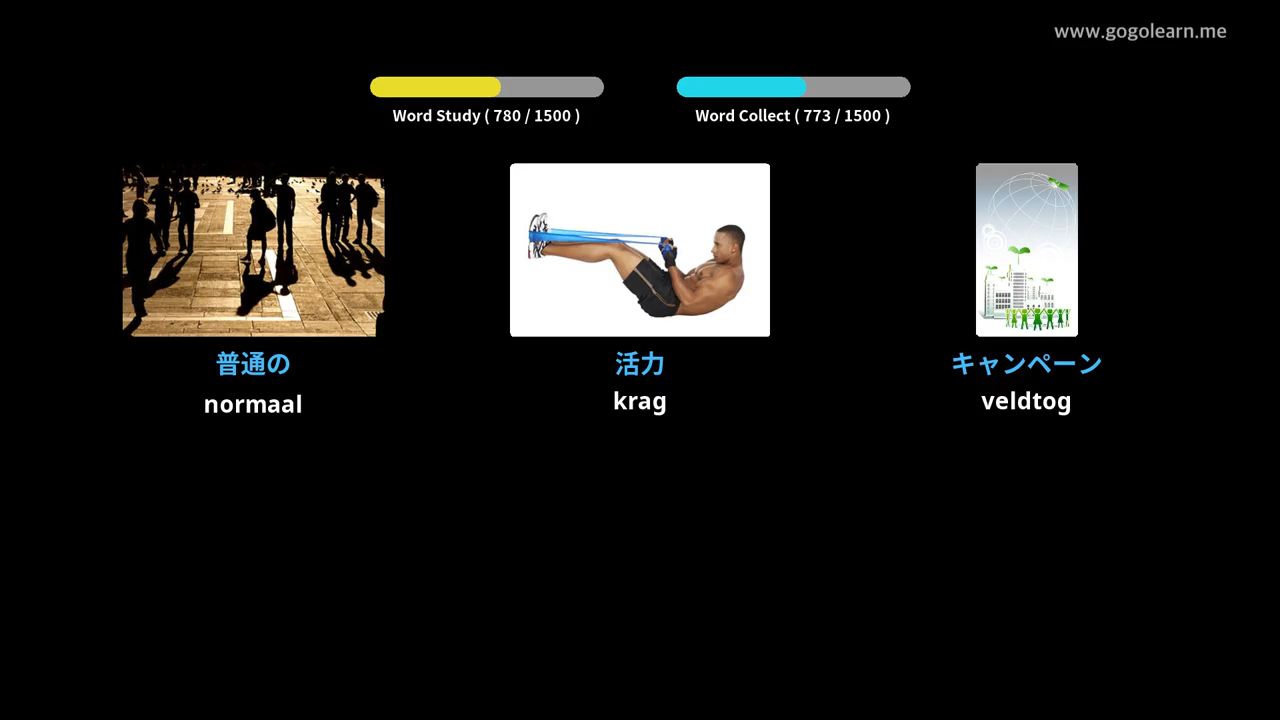 www.gogolearn.me
Word Study ( 780 / 1500 )
Word Collect ( 773 / 1500 )
普通の
normaal
活力
krag
キャンペーン
veldtog